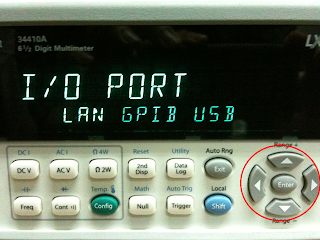 34410A
6½ Digit Multimeter
LX
I/O PORT
LAN GPIB USB
DC I AC I Ω 4W Reset Utility Auto Rng Range +
DC V AC V Ω 2W 2nd Disp Data Log Exit
Enter
Temp Math Auto Trig Local
Freq Cont Config Null Trigger Shift
Range −